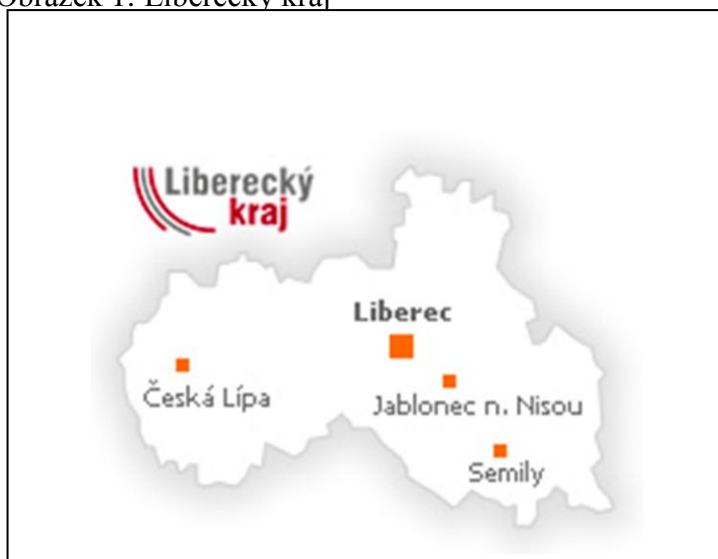 Obrázek 1: Liberecký kraj
Liberecký
kraj
Liberec
Česká Lípa
Jablonec n. Nisou
Semily